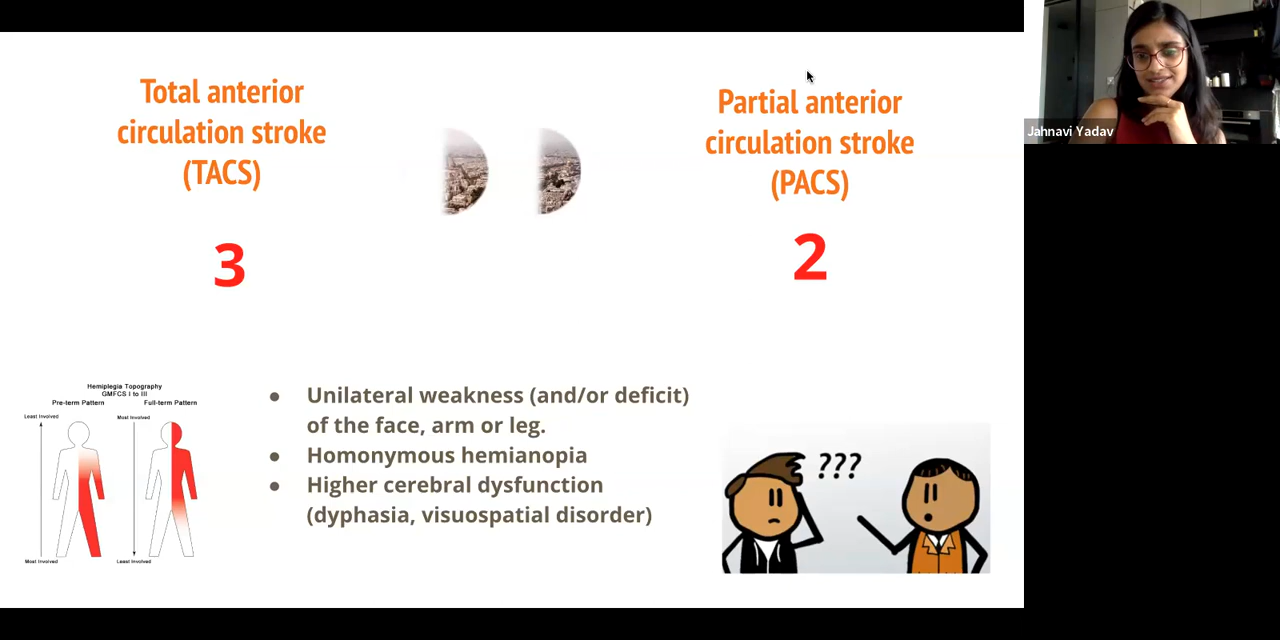 Total anterior
circulation stroke
(TACS)
3
Partial anterior
circulation stroke
(PACS)
2
Jahnavi Yadav
Hemiplegia Topography
GMFCS I to III
Pre-term Pattern
Full-term Pattern
Least Involved
Most Involved
Most Involved
Least Involved
● Unilateral weakness (and/or deficit)
of the face, arm or leg.
● Homonymous hemianopia
● Higher cerebral dysfunction
(dyphasia, visuospatial disorder)
???